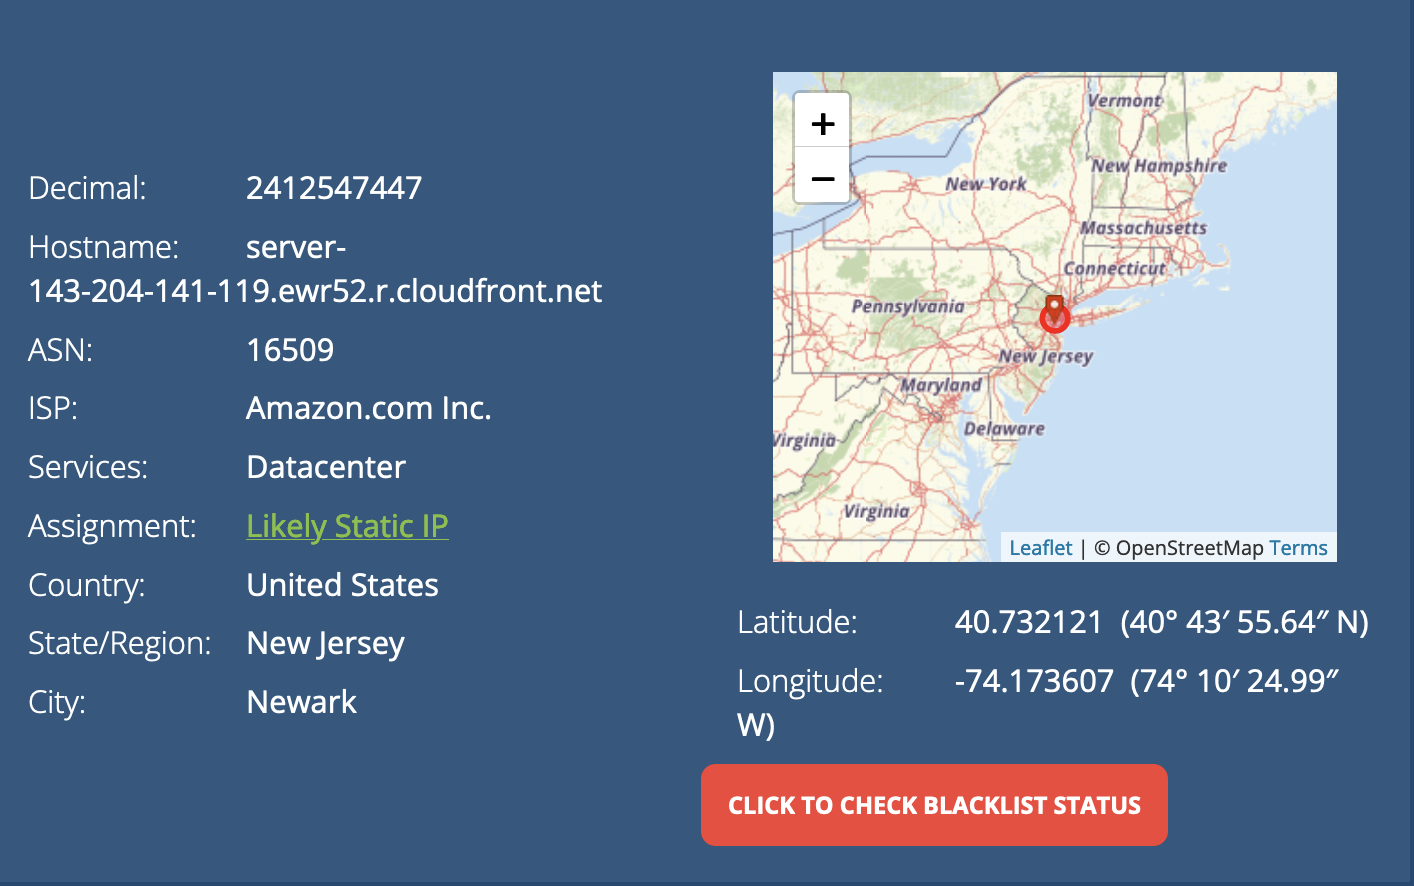 Decimal: 2412547447
Hostname: server-
143-204-141-119.ewr52.r.cloudfront.net
ASN: 16509
ISP: Amazon.com Inc.
Services: Datacenter
Assignment: Likely Static IP
Country: United States
State/Region: New Jersey
City: Newark
+
−
Vermont
New Hampshire
New York
Massachusetts
Connecticut
Pennsylvania
New Jersey
Maryland
Delaware
Virginia
Virginia
Leaflet | © OpenStreetMap Terms
Latitude: 40.732121 (40° 43′ 55.64″ N)
Longitude: -74.173607 (74° 10′ 24.99″
W)
CLICK TO CHECK BLACKLIST STATUS